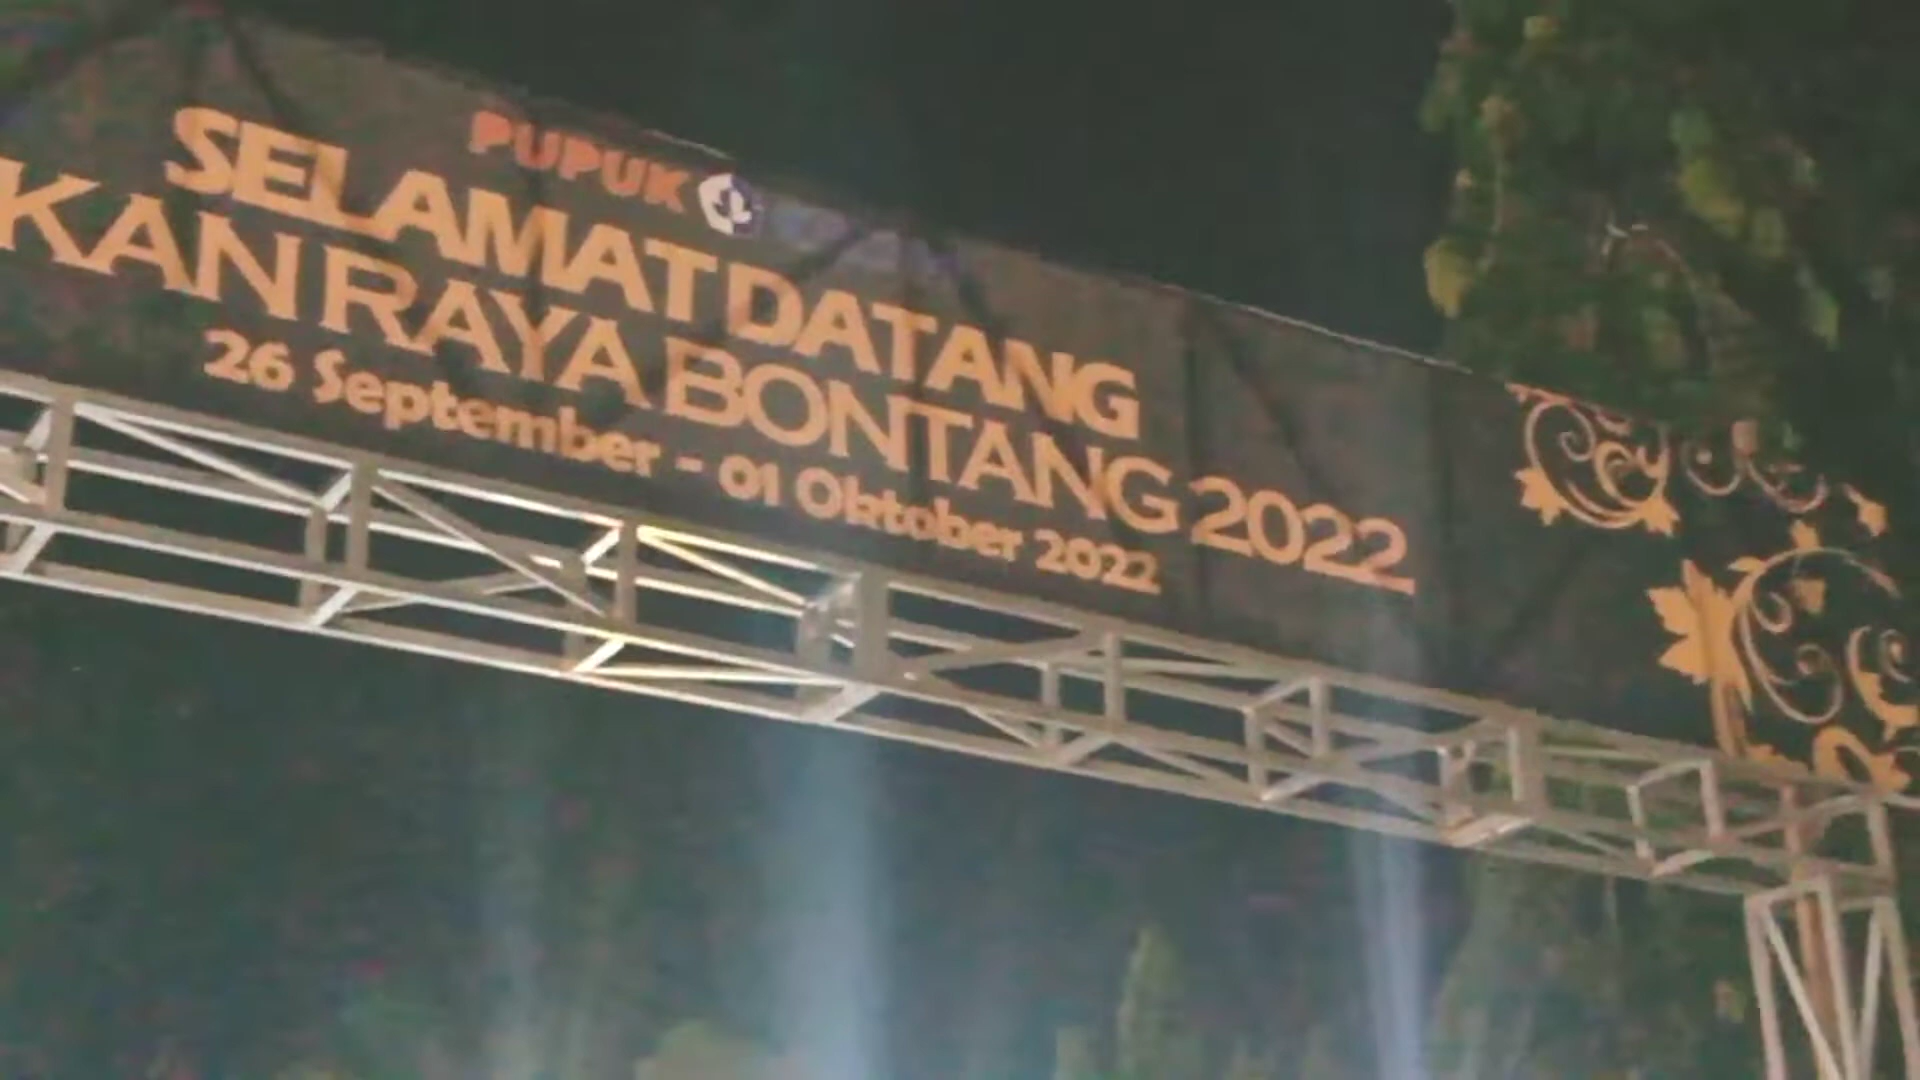 PUPUK
SELAMAT DATANG
KAN RAYA BONTANG 2022
26 September - 01 Oktober 2022